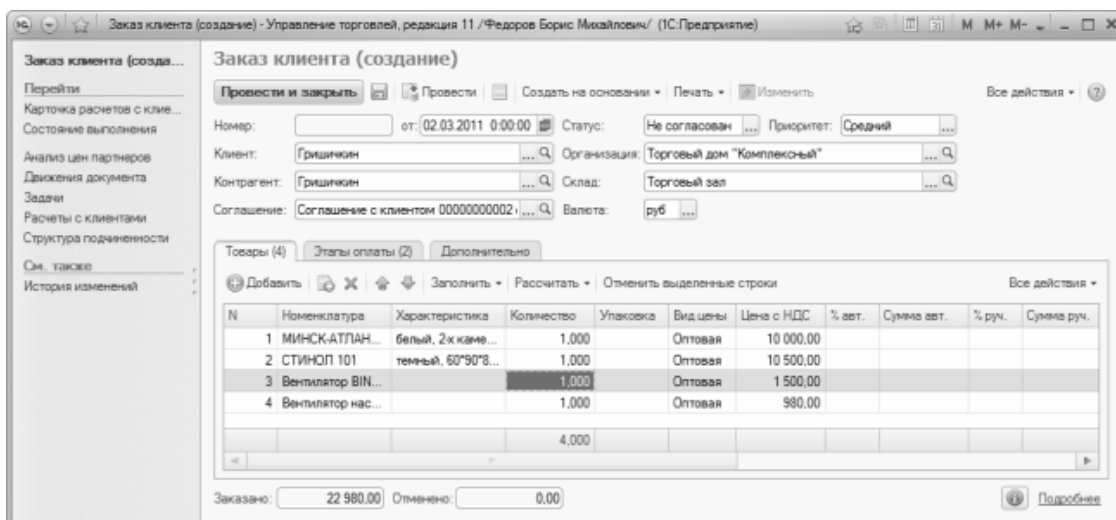 Заказ клиента (создание) - Управление торговлей, редакция 11 /Федоров Борис Михайлович/ (1С:Предприятие) M M+ M-
Заказ клиента (созда...
Перейти
Карточка расчетов с клие...
Состояние выполнения
Анализ цен партнеров
Движения документа
Задачи
Расчеты с клиентами
Структура подчиненности
См. также
История изменений
Заказ клиента (создание)
Провести и закрыть Провести Создать на основании Печать Изменить Все действия
Номер: от: 02.03.2011 0:00:00 Статус: Не согласован ... Приоритет: Средний ...
Клиент: Гришичкин ... Организация: Торговый дом "Комплексный" ...
Контрагент: Гришичкин ... Склад: Торговый зал ...
Соглашение: Соглашение с клиентом 00000000002 ... Валюта: руб ...
Товары (4) Этапы оплаты (2) Дополнительно
Добавить Заполнить Рассчитать Отменить выделенные строки Все действия
N Номенклатура Характеристика Количество Упаковка Вид цены Цена с НДС % авт. Сумма авт. % руч. Сумма руч.
1 МИНСК-АТЛАН... белый, 2-х каме... 1,000 Оптовая 10 000,00
2 СТИНОЛ 101 темный, 60*90*8... 1,000 Оптовая 10 500,00
3 Вентилятор BIN... 1,000 Оптовая 1 500,00
4 Вентилятор нас... 1,000 Оптовая 980,00
4,000
Заказано: 22 980,00 Отменено: 0,00 Подробнее